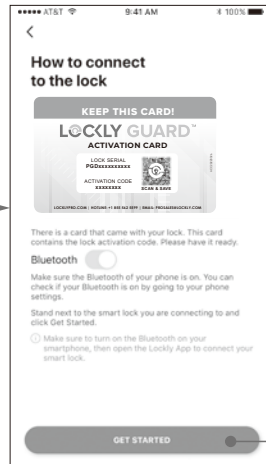 AT&T 9:41 AM 100%
How to connect
to the lock
KEEP THIS CARD!
LOCKLY GUARD™
ACTIVATION CARD
LOCK SERIAL
PGDxxxxxxxxxx
ACTIVATION CODE
xxxxxxxx
SCAN & SAVE
There is a card that came with your lock. This card
contains the lock activation code. Please have it ready.
Bluetooth
Make sure the Bluetooth of your phone is on. You can
check if your Bluetooth is on by going to your phone
settings.
Stand next to the smart lock you are connecting to and
click Get Started.
Make sure to turn on the Bluetooth on your
smartphone, then open the Lockly App to connect your
smart lock.
GET STARTED